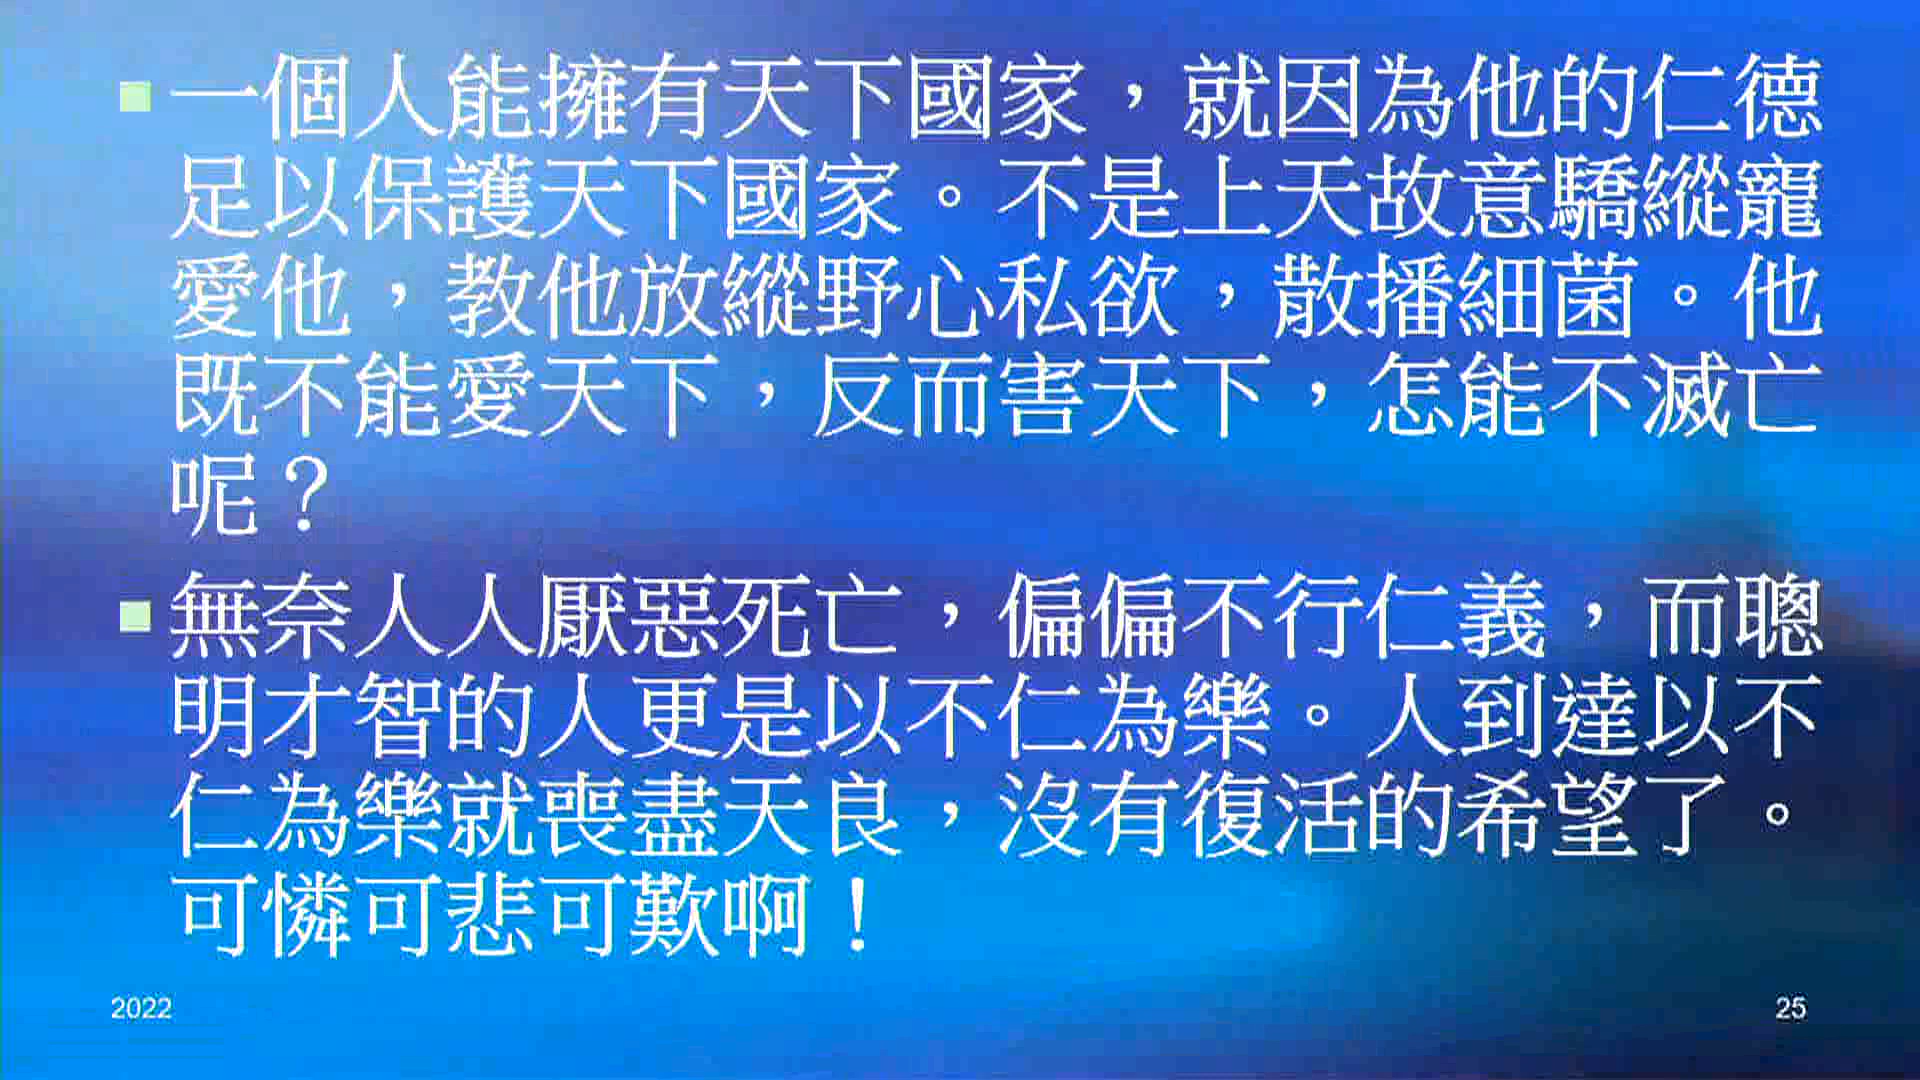 一個人能擁有天下國家，就因為他的仁德
足以保護天下國家。不是上天故意驕縱寵
愛他，教他放縱野心私欲，散播細菌。他
既不能愛天下，反而害天下，怎能不滅亡
呢？
無奈人人厭惡死亡，偏偏不行仁義，而聰
明才智的人更是以不仁為樂。人到達以不
仁為樂就喪盡天良，沒有復活的希望了。
可憐可悲可歎啊！
2022
25